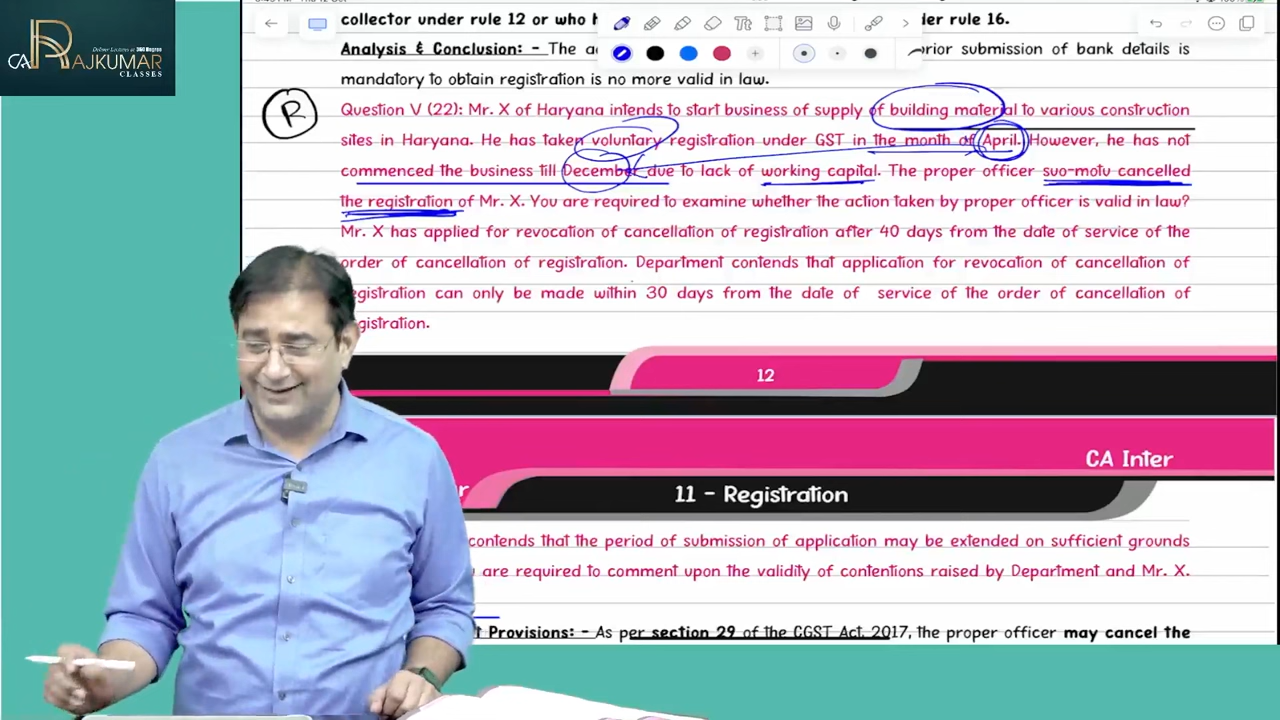 collector under rule 12 or who h
der rule 16.
Analysis & Conclusion: - The ac
prior submission of bank details is
mandatory to obtain registration is no more valid in law.
R
Question V (22): Mr. X of Haryana intends to start business of supply of building material to various construction
sites in Haryana. He has taken voluntary registration under GST in the month of April. However, he has not
commenced the business till December due to lack of working capital. The proper officer suo-motu cancelled
the registration of Mr. X. You are required to examine whether the action taken by proper officer is valid in law?
Mr. X has applied for revocation of cancellation of registration after 40 days from the date of service of the
order of cancellation of registration. Department contends that application for revocation of cancellation of
egistration can only be made within 30 days from the date of service of the order of cancellation of
gistration.
12
CA Inter
11 - Registration
contends that the period of submission of application may be extended on sufficient grounds
are required to comment upon the validity of contentions raised by Department and Mr. X.
t Provisions: - As per section 29 of the CGST Act, 2017, the proper officer may cancel the
Deliver Lectures at 360 Degree
CA RAJKUMAR
CLASSES
Tt